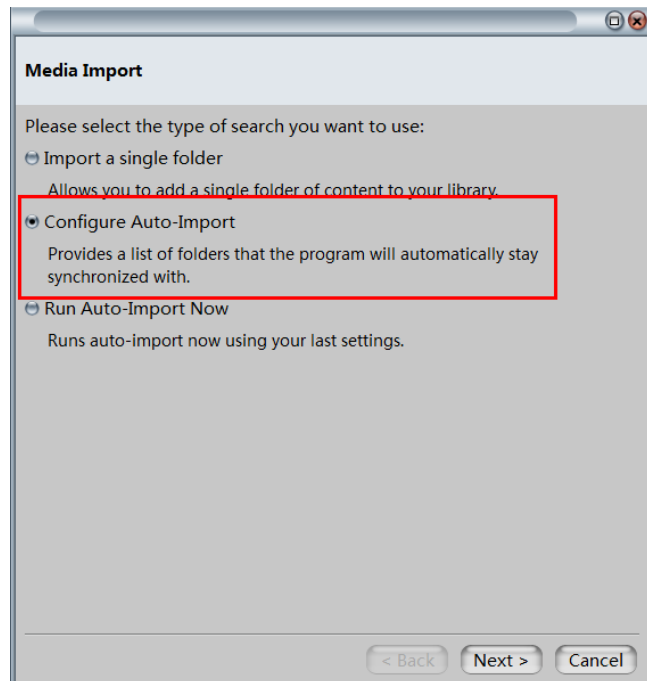 Media Import
Please select the type of search you want to use:
Import a single folder
Allows you to add a single folder of content to your library.
Configure Auto-Import
Provides a list of folders that the program will automatically stay
synchronized with.
Run Auto-Import Now
Runs auto-import now using your last settings.
< Back Next > Cancel